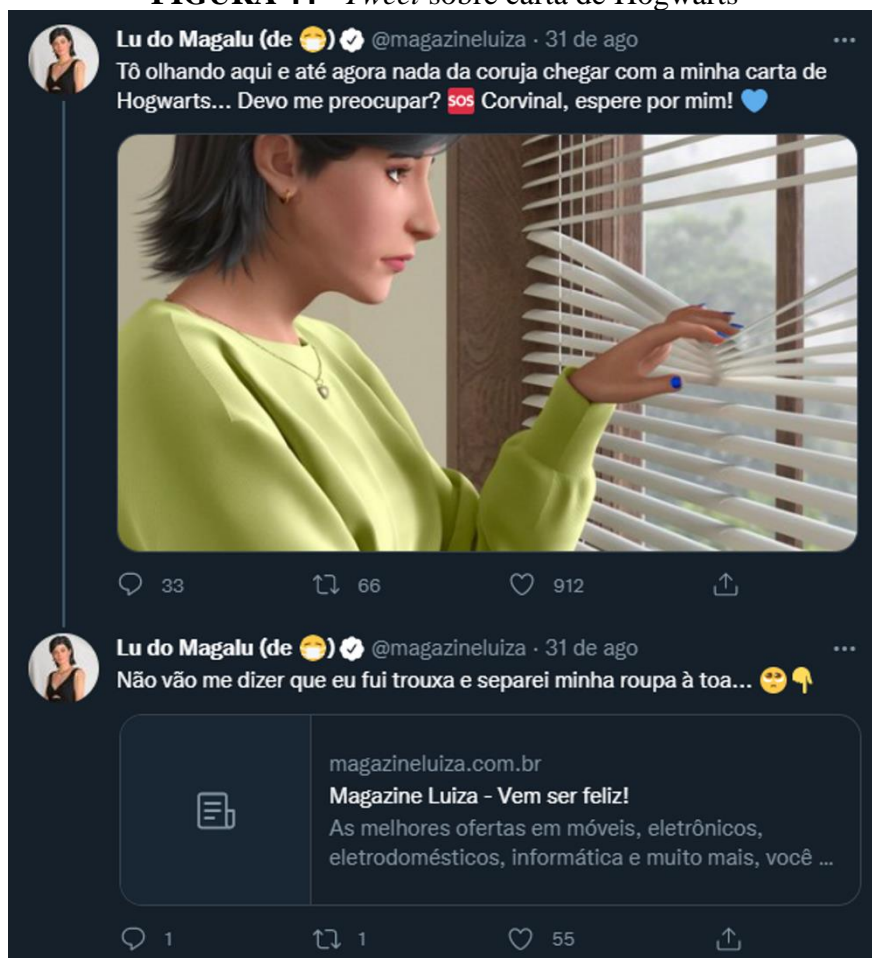 FIGURA 44 - Tweet sobre carta de Hogwarts
Lu do Magalu (de 😷) @magazineluiza · 31 de ago
Tô olhando aqui e até agora nada da coruja chegar com a minha carta de
Hogwarts... Devo me preocupar? 🆘 Corvinal, espere por mim! 💙
33 66 912
Lu do Magalu (de 😷) @magazineluiza · 31 de ago
Não vão me dizer que eu fui trouxa e separei minha roupa à toa... 🥺👇
magazineluiza.com.br
Magazine Luiza - Vem ser feliz!
As melhores ofertas em móveis, eletrônicos,
eletrodomésticos, informática e muito mais, você ...
1 1 55